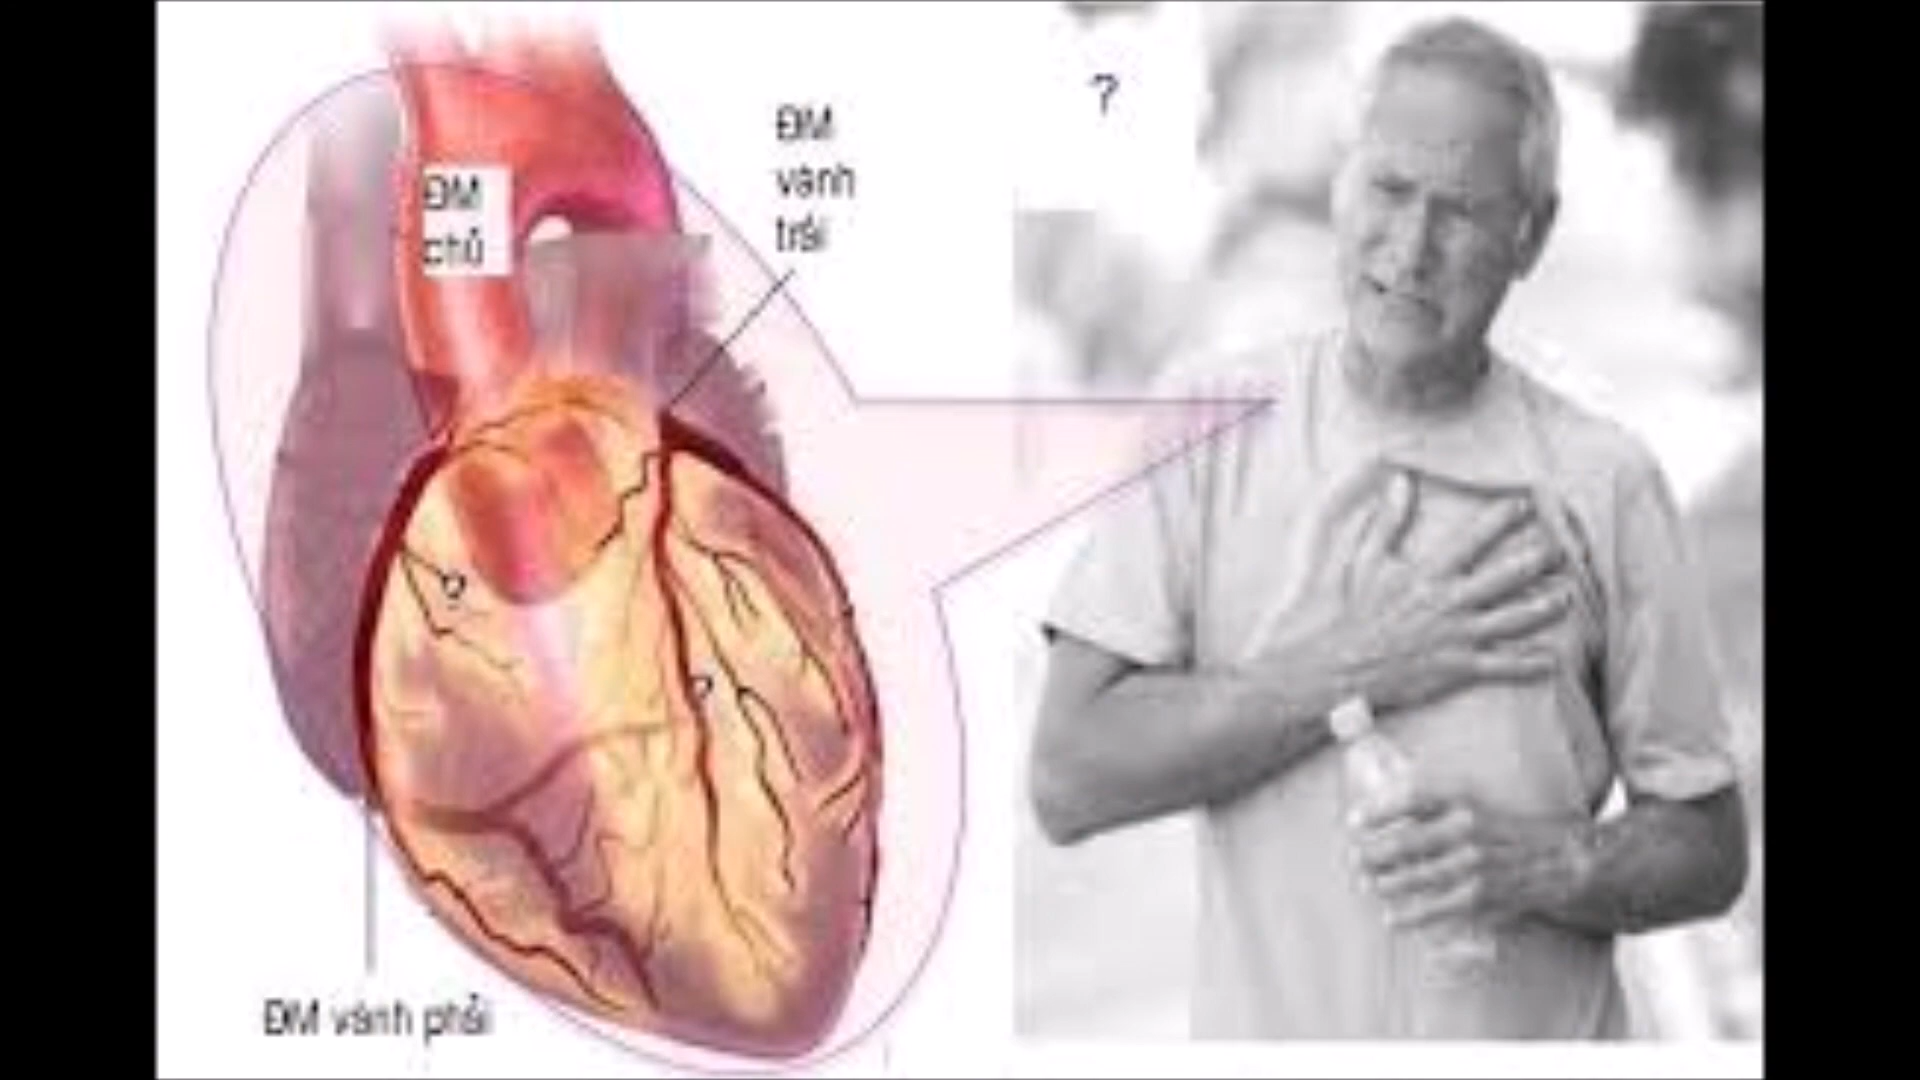 ?
ĐM
vành
trái
ĐM
chủ
ĐM vành phải